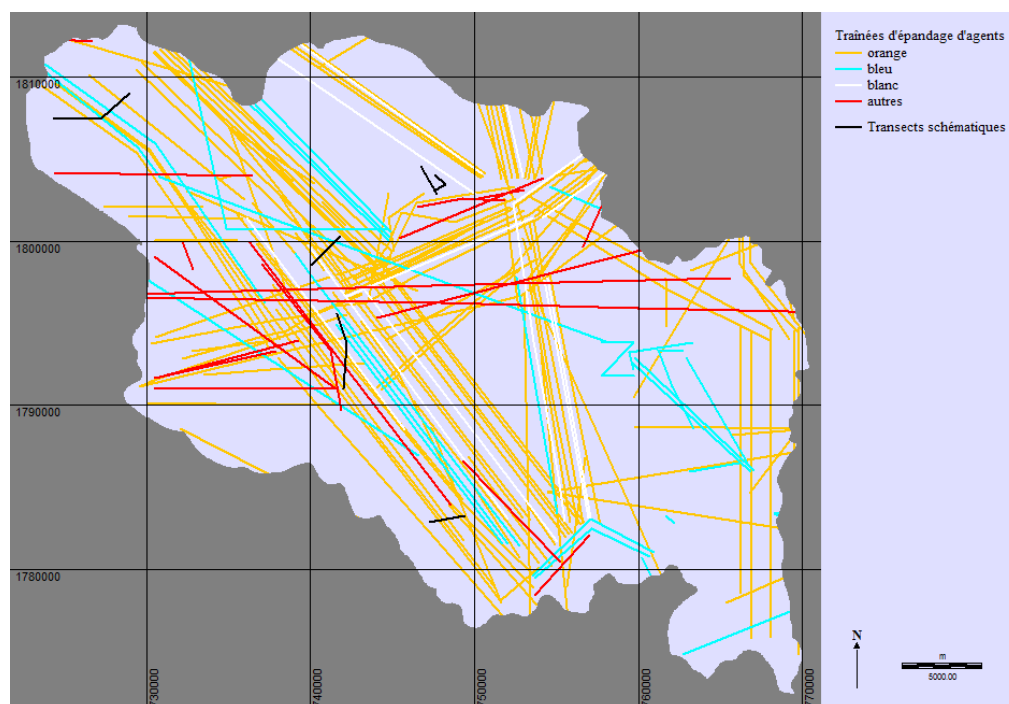 Traînées d'épandage d'agents
orange
bleu
blanc
autres
Transects schématiques
1810000
1800000
1790000
1780000
730000
740000
750000
760000
770000
N
m
5000.00